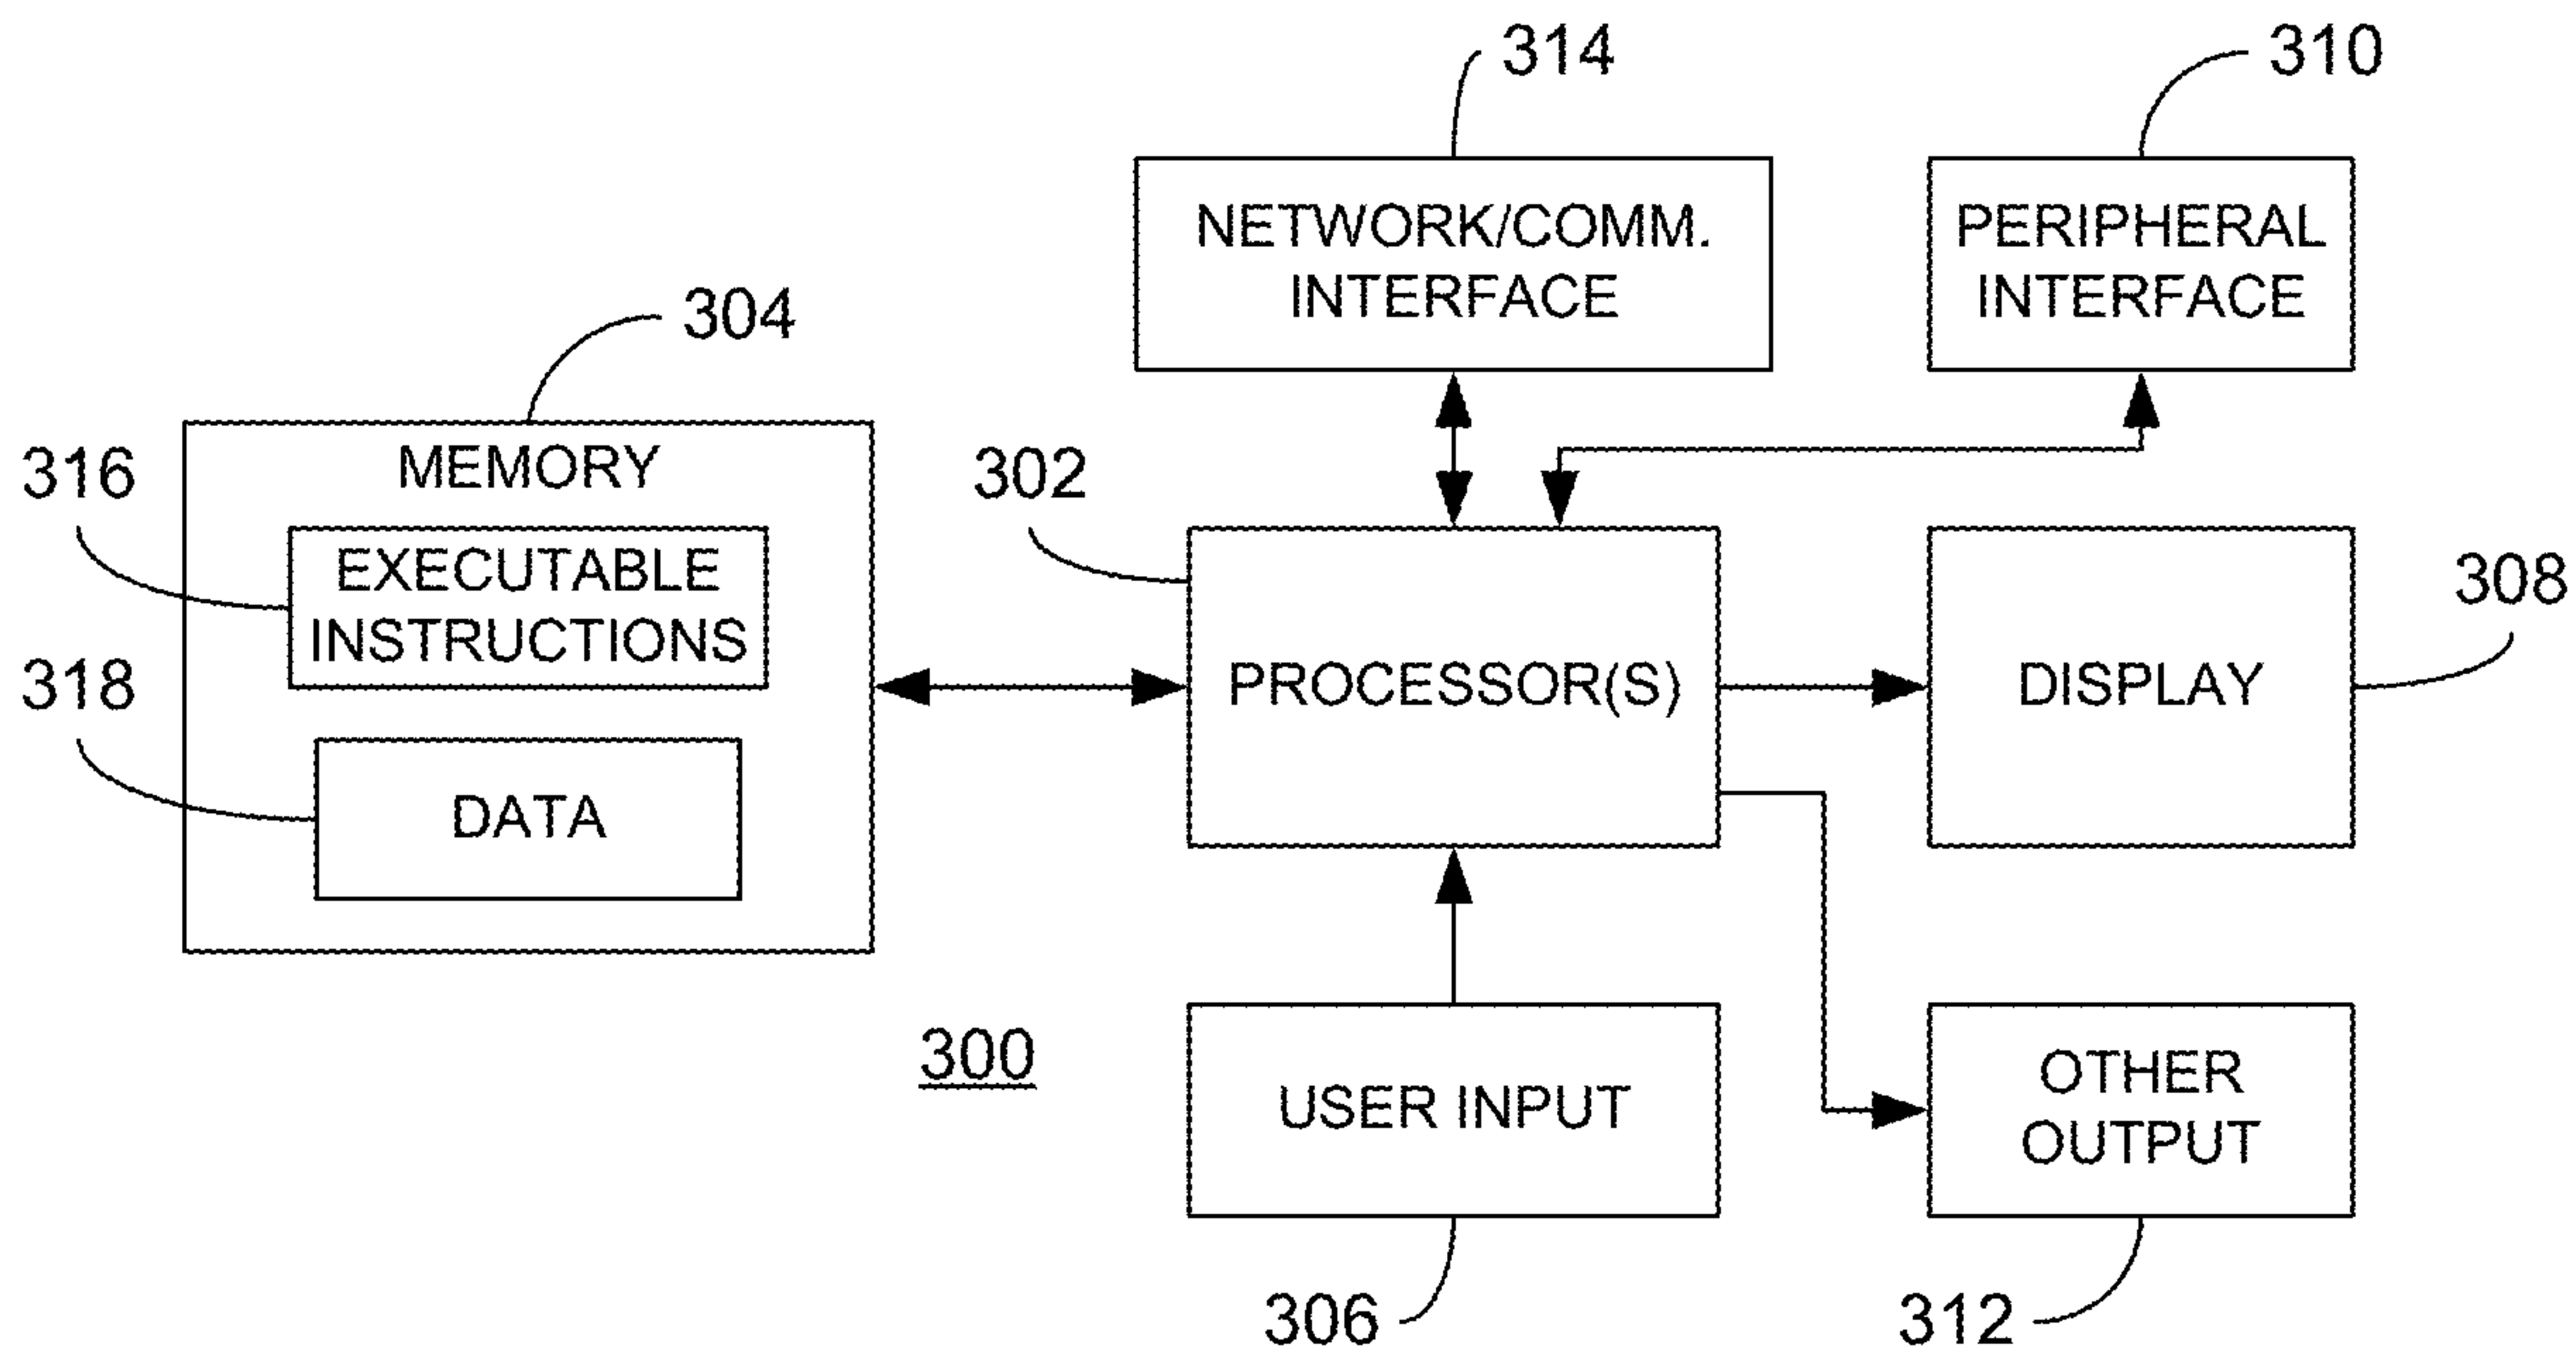 314
310
NETWORK/COMM.
INTERFACE
PERIPHERAL
INTERFACE
304
MEMORY
316
EXECUTABLE
INSTRUCTIONS
318
DATA
302
PROCESSOR(S)
DISPLAY
308
300
USER INPUT
OTHER
OUTPUT
306
312